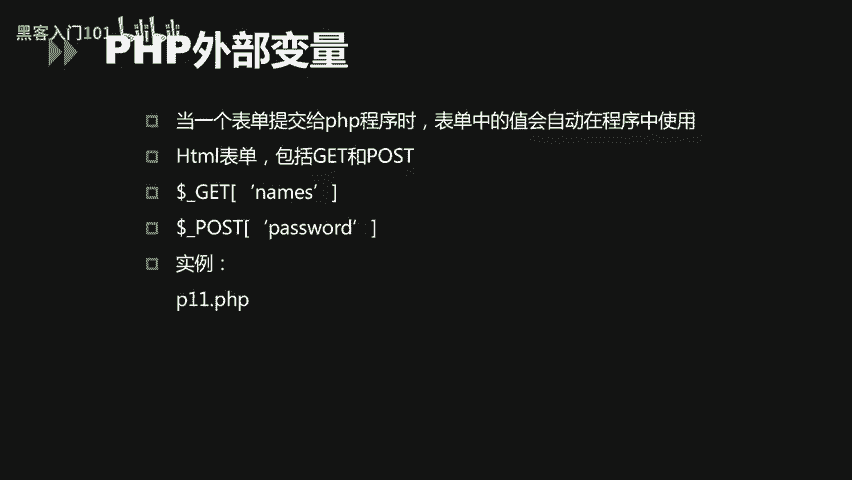 黑客入门101
PHP外部变量
当一个表单提交给php程序时，表单中的值会自动在程序中使用
Html表单，包括GET和POST
$_GET[‘names’]
$_POST[‘password’]
实例：
p11.php